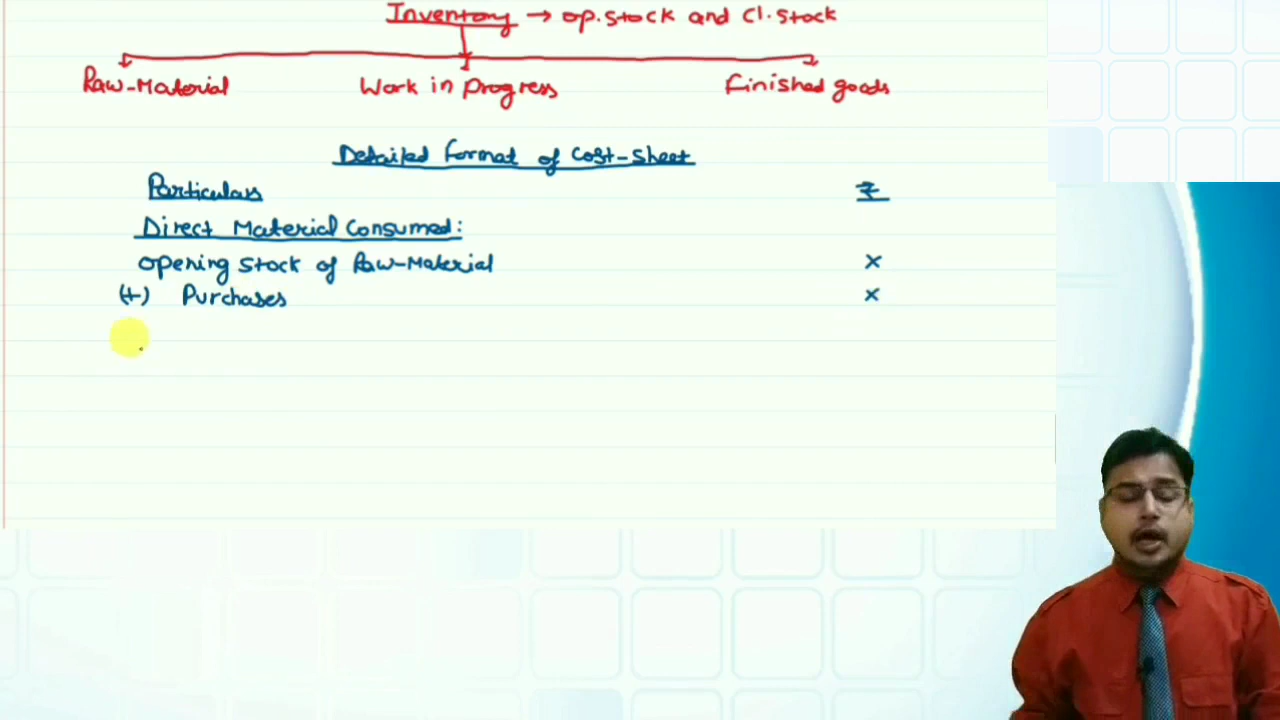 Inventory → op.stock and cl.stock
Raw-Material Work in Progress Finished goods
Detailed format of Cost-Sheet
Particulars ₹
Direct Material Consumed:
opening stock of Raw-Material ×
(+) Purchases ×